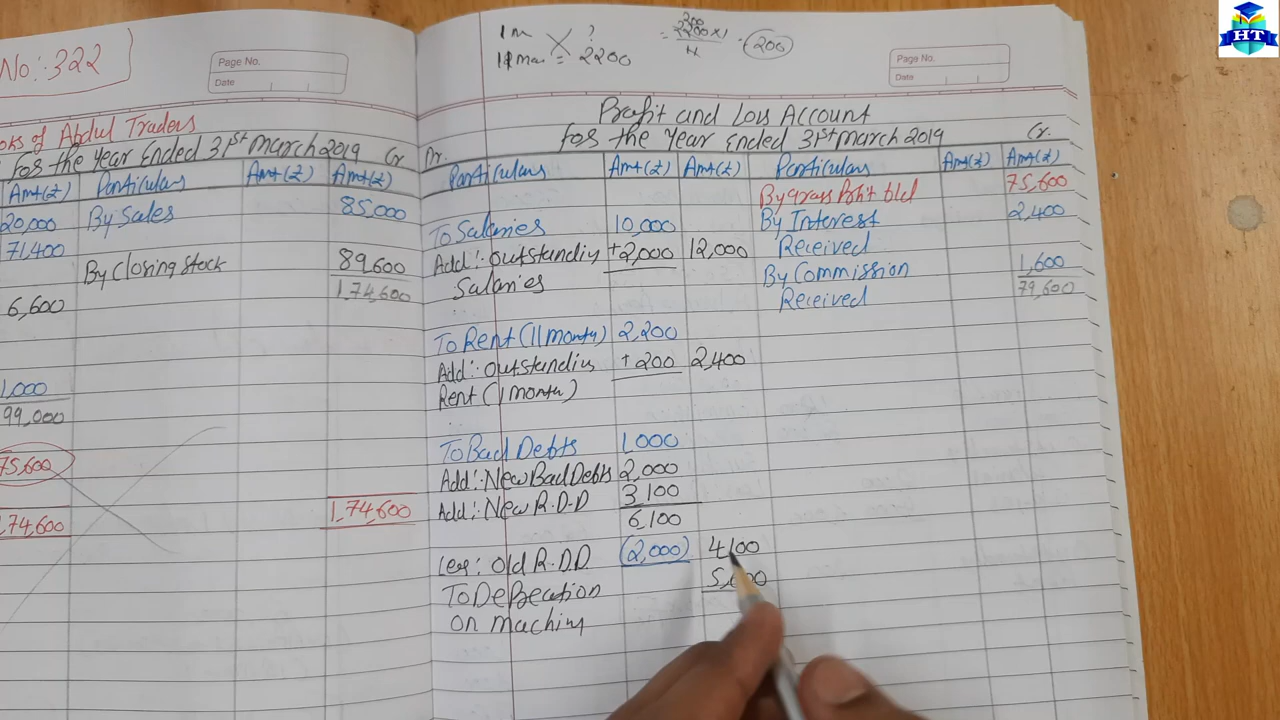 No:-322
Page No.
Date
ooks of Abdul Traders
For the Year Ended 31st March 2019 Cr
Amt(₹) Particulars Amt(₹) Amt(₹)
20,000 By Sales 85,000
71,400
By Closing Stock 89,600
1,74,600
6,600
1,000
99,000
75,600
1,74,600
1,74,600
1m ?
= 2200
2200x1
200
Page No.
Date
Profit and Loss Account
for the Year Ended 31st march 2019
Dr. Cr.
Particulars Amt(₹) Amt(₹) Particulars Amt(₹) Amt(₹)
By gross Profit b/d 75,600
To Salaries 10,000 By Interest 2,400
Add:- outstanding +2,000 12,000 Received
Salaries By Commission 1,600
Received 79,600
To Rent (11 month) 2,200
Add:- outstanding +200 2,400
Rent (1 month)
To Bad Debts 1,000
Add:- New Bad Debts 2,000
Add:- New R.D.D 3,100
6,100
Less: Old R.D.D (2,000) 4,100
To Depreciation
on machin
HT